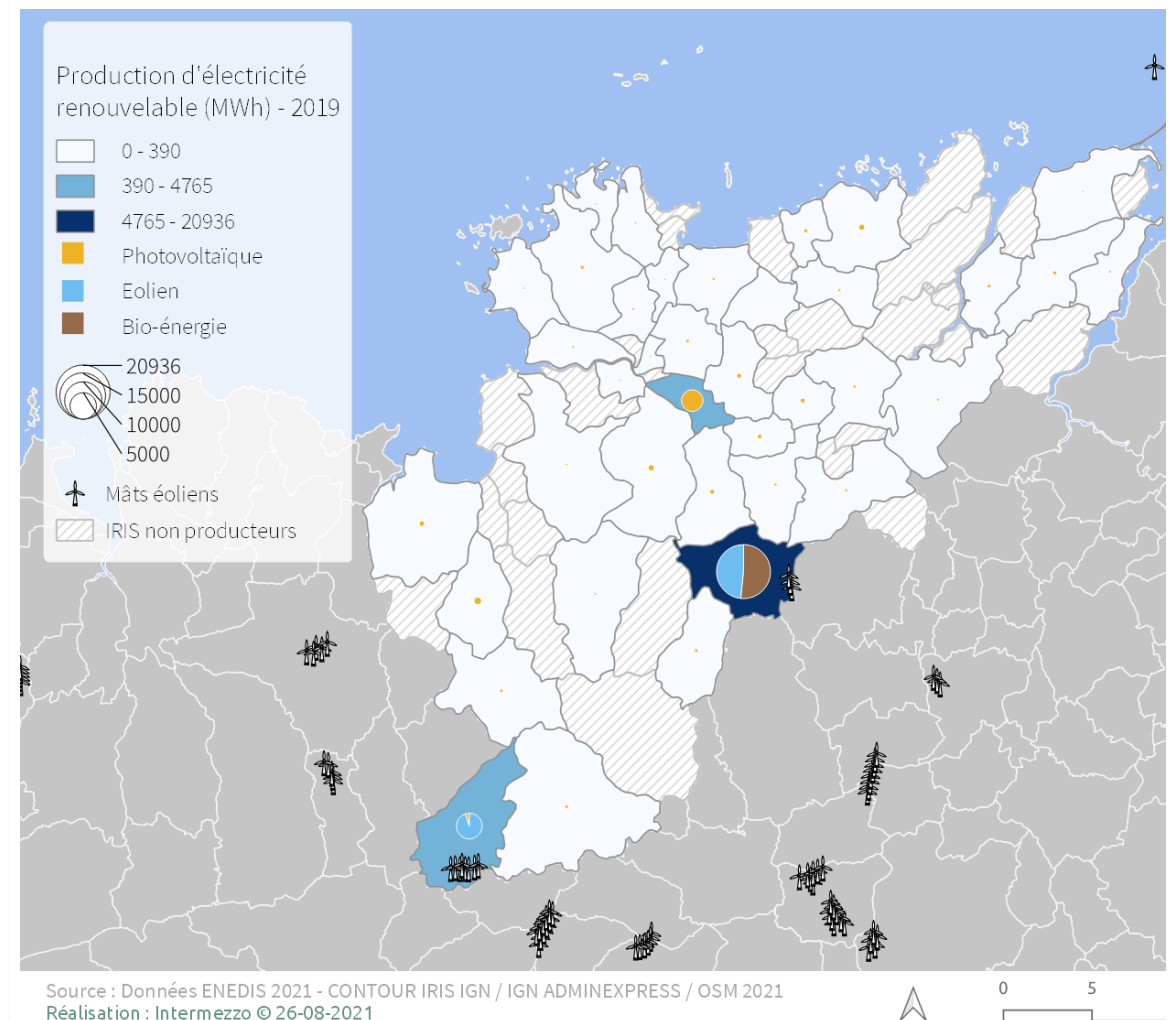 Production d'électricité
renouvelable (MWh) - 2019
0 - 390
390 - 4765
4765 - 20936
Photovoltaïque
Eolien
Bio-énergie
20936
15000
10000
5000
Mâts éoliens
IRIS non producteurs
Source : Données ENEDIS 2021 - CONTOUR IRIS IGN / IGN ADMINEXPRESS / OSM 2021
Réalisation : Intermezzo © 26-08-2021
0 5